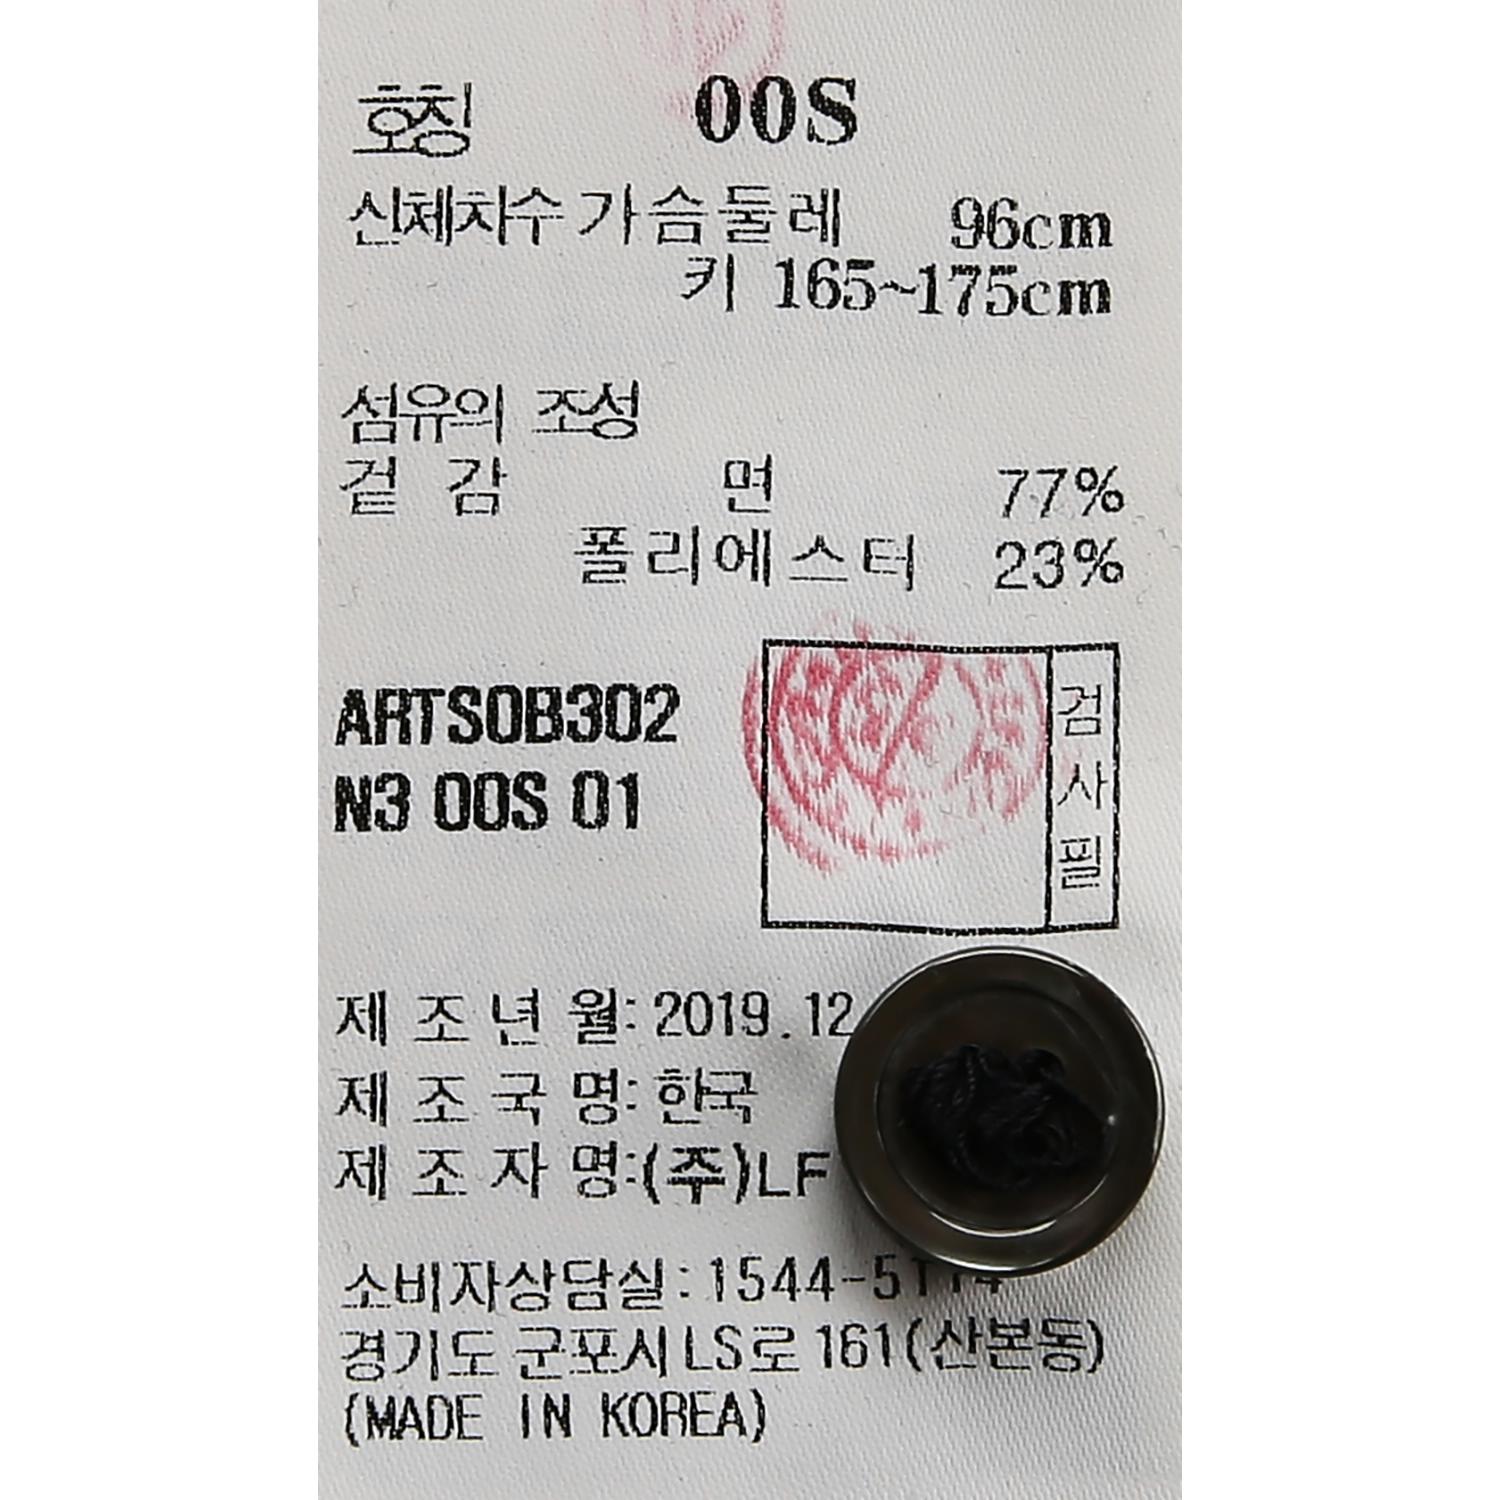 호칭 00S
신체치수 가슴둘레 96cm
키 165~175cm
섬유의 조성
겉감 면 77%
폴리에스터 23%
ARTS0B302
N3 00S 01
검사필
제조년월: 2019.12
제조국명: 한국
제조자명:(주)LF
소비자상담실: 1544-5114
경기도 군포시 LS로 161(산본동)
(MADE IN KOREA)